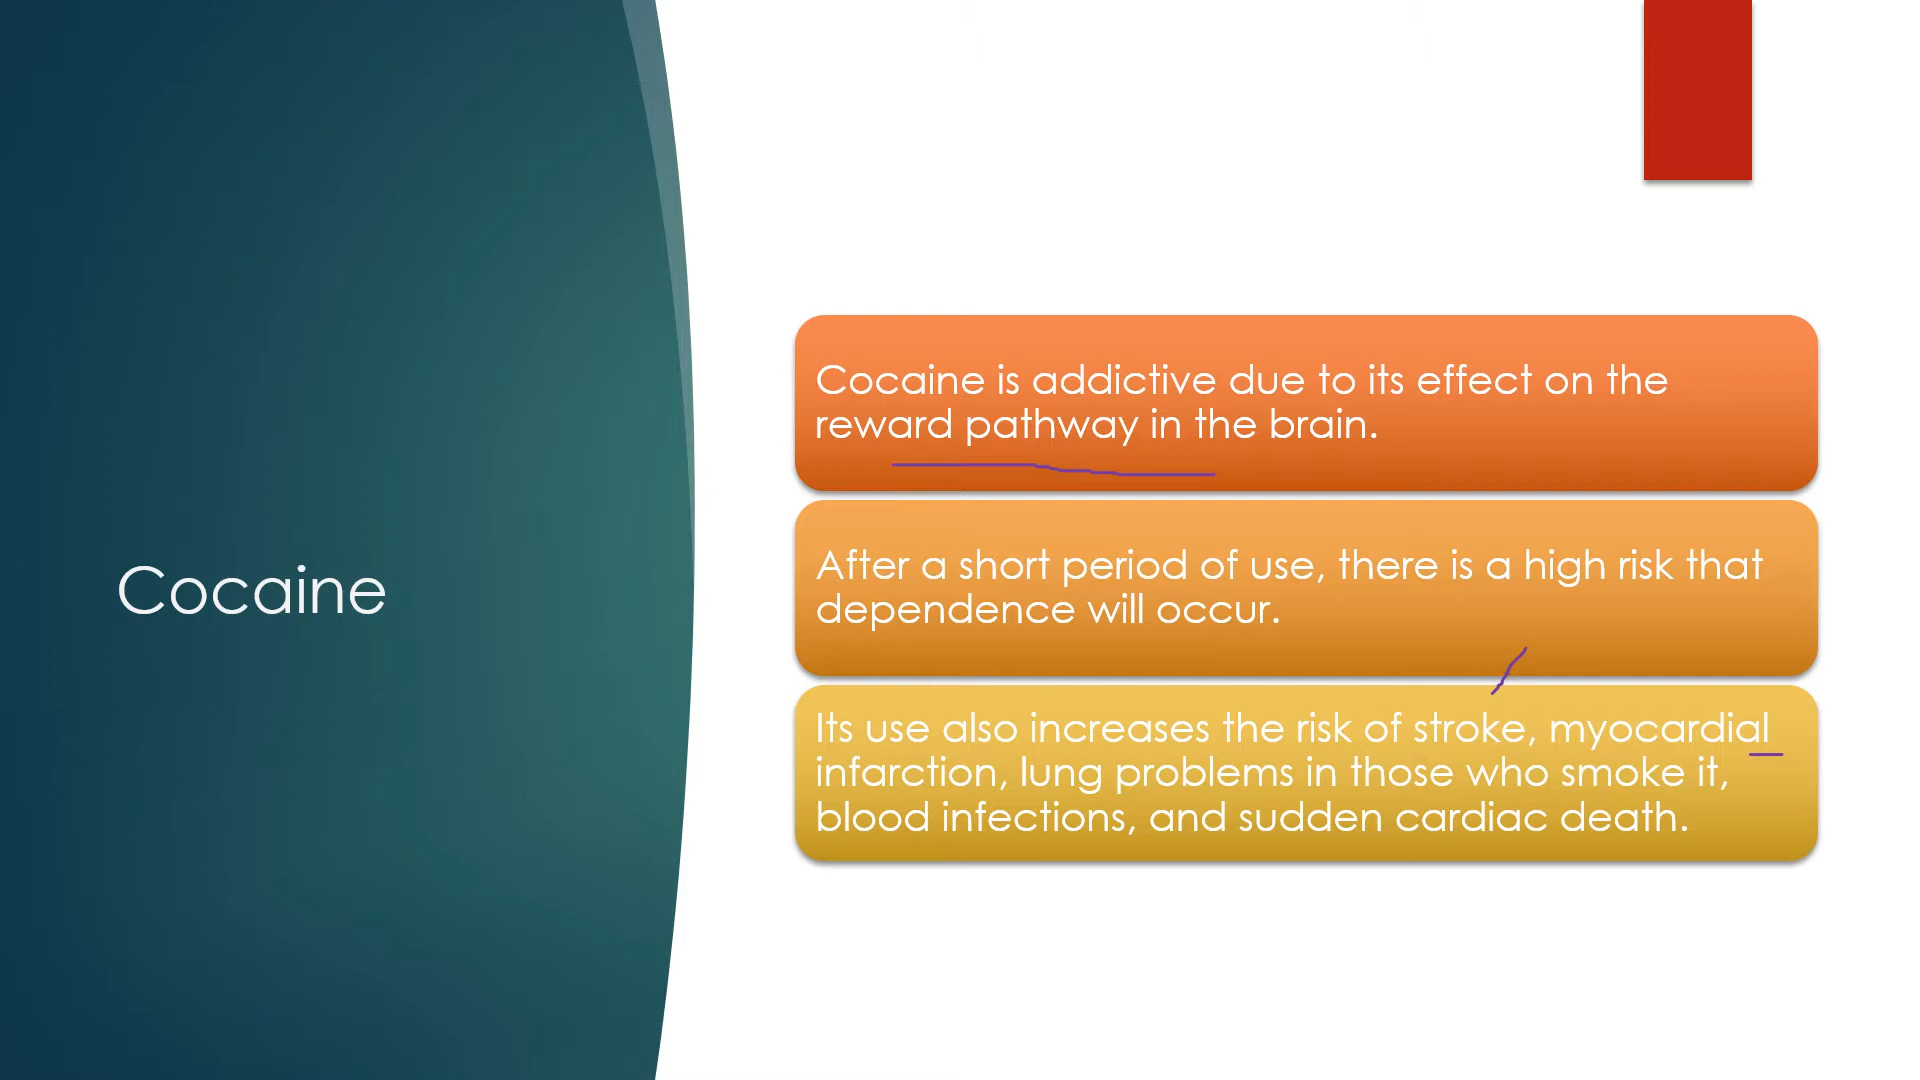 Cocaine
Cocaine is addictive due to its effect on the
reward pathway in the brain.
After a short period of use, there is a high risk that
dependence will occur.
Its use also increases the risk of stroke, myocardial
infarction, lung problems in those who smoke it,
blood infections, and sudden cardiac death.